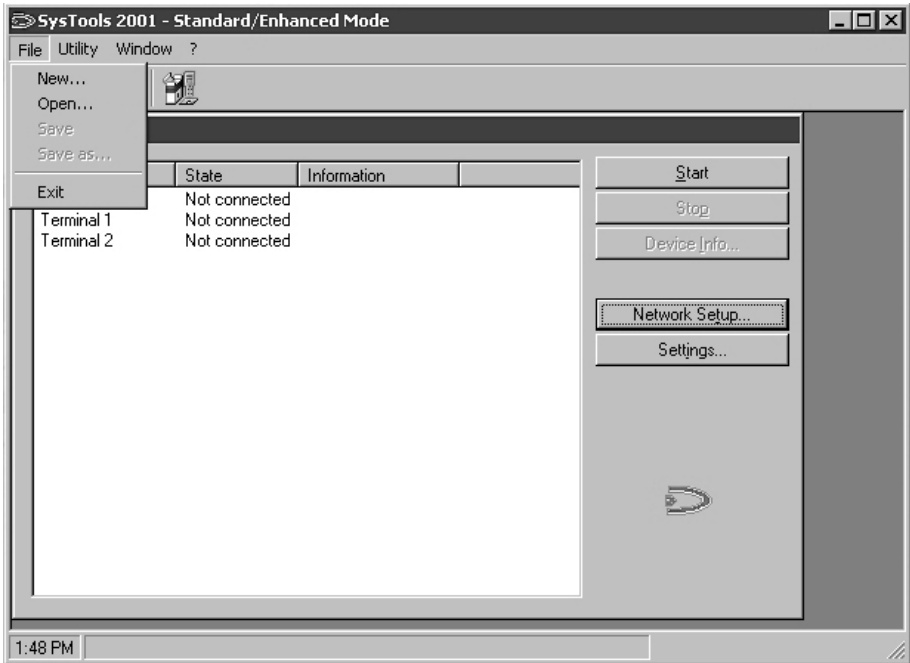 SysTools 2001 - Standard/Enhanced Mode
File Utility Window ?
New...
Open...
Save
Save as...
Exit
State Information
Not connected
Terminal 1 Not connected
Terminal 2 Not connected
Start
Stop
Device Info...
Network Setup...
Settings...
1:48 PM